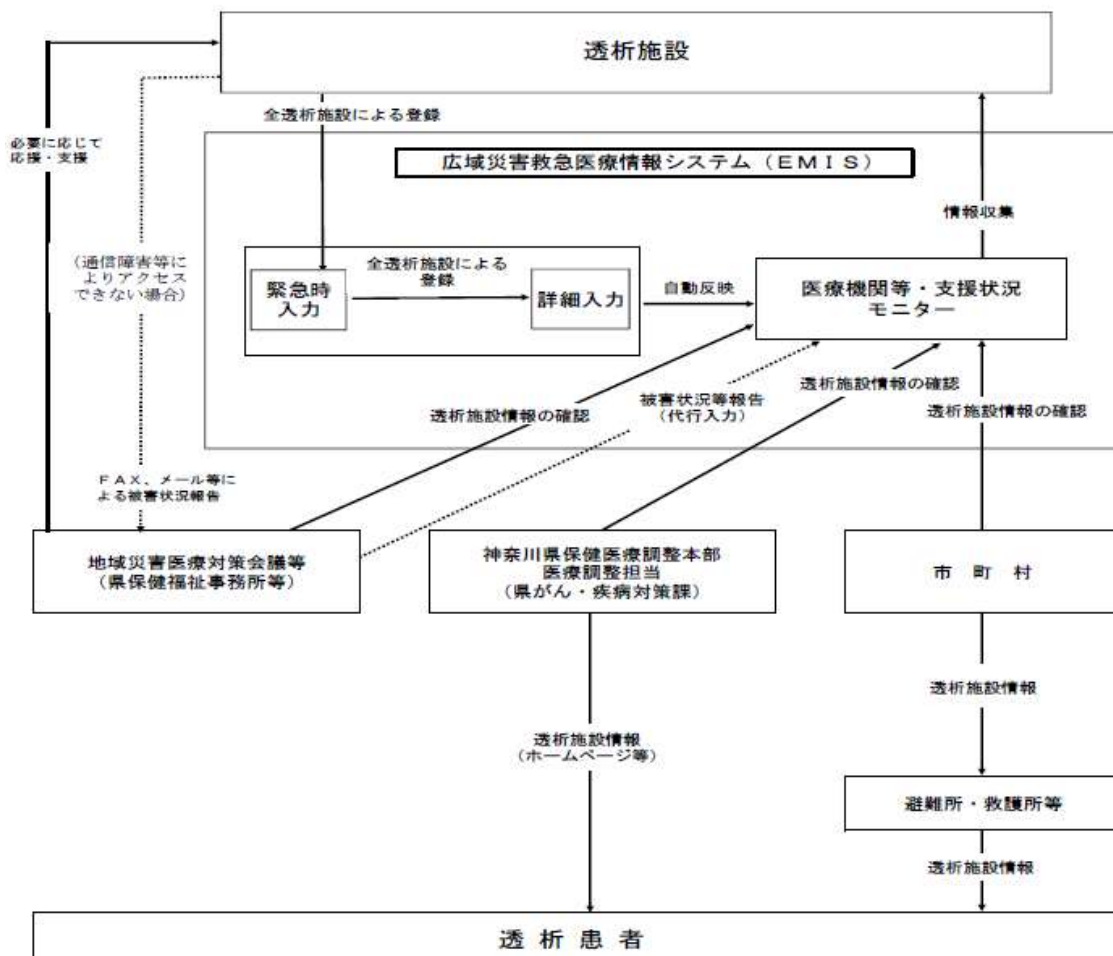 透析施設
全透析施設による登録
必要に応じて
応援・支援
広域災害救急医療情報システム（ＥＭＩＳ）
情報収集
（通信障害等に
よりアクセス
できない場合）
全透析施設による
登録
緊急時
入力
詳細入力
自動反映
医療機関等・支援状況
モニター
透析施設情報の確認
被害状況等報告
（代行入力）
透析施設情報の確認
透析施設情報の確認
ＦＡＸ、メール等に
よる被害状況報告
地域災害医療対策会議等
（県保健福祉事務所等）
神奈川県保健医療調整本部
医療調整担当
（県がん・疾病対策課）
市　町　村
透析施設情報
透析施設情報
（ホームページ等）
避難所・救護所等
透析施設情報
透　析　患　者